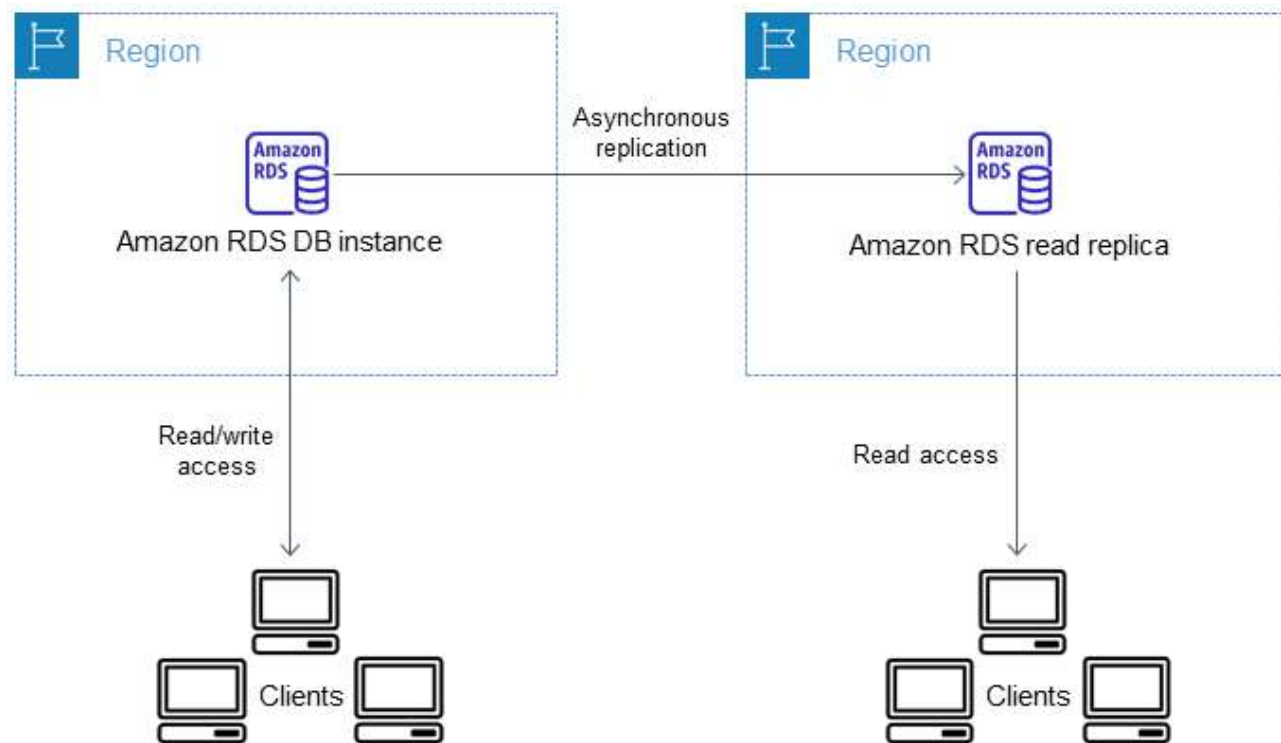 Region
Region
Asynchronous
replication
Amazon
RDS
Amazon
RDS
Amazon RDS DB instance
Amazon RDS read replica
Read/write
access
Read access
Clients
Clients